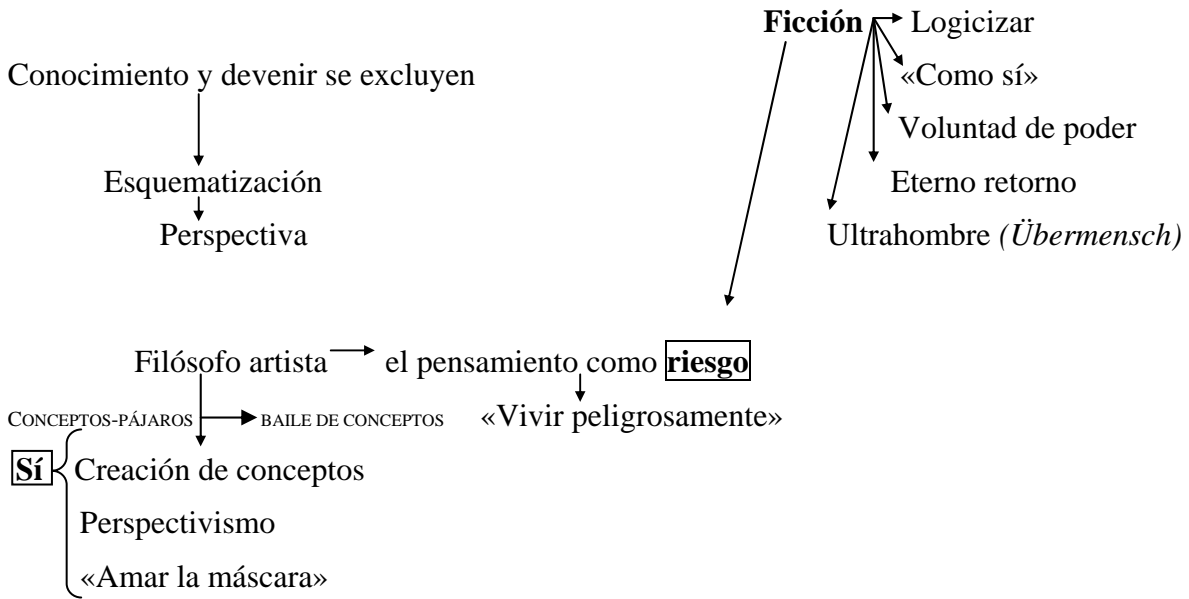 Ficción Logicizar
Conocimiento y devenir se excluyen
«Como sí»
Voluntad de poder
Esquematización
Eterno retorno
Perspectiva
Ultrahombre (Übermensch)
Filósofo artista el pensamiento como riesgo
CONCEPTOS-PÁJAROS BAILE DE CONCEPTOS «Vivir peligrosamente»
Sí Creación de conceptos
Perspectivismo
«Amar la máscara»